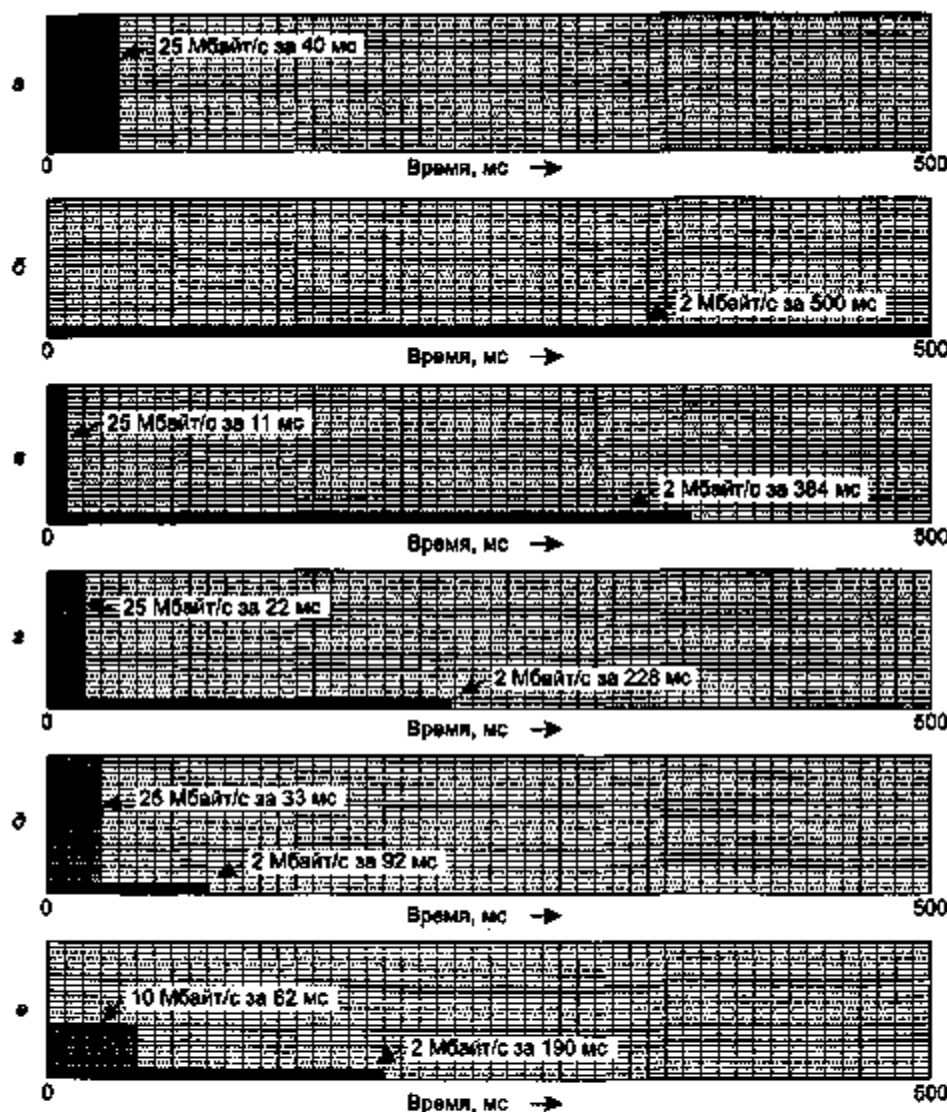 25 Мбайт/с за 40 мс
а
0 Время, мс 500
б
2 Мбайт/с за 500 мс
0 Время, мс 500
25 Мбайт/с за 11 мс
в
2 Мбайт/с за 384 мс
0 Время, мс 500
25 Мбайт/с за 22 мс
г
2 Мбайт/с за 228 мс
0 Время, мс 500
25 Мбайт/с за 33 мс
д
2 Мбайт/с за 92 мс
0 Время, мс 500
10 Мбайт/с за 62 мс
е
2 Мбайт/с за 190 мс
0 Время, мс 500